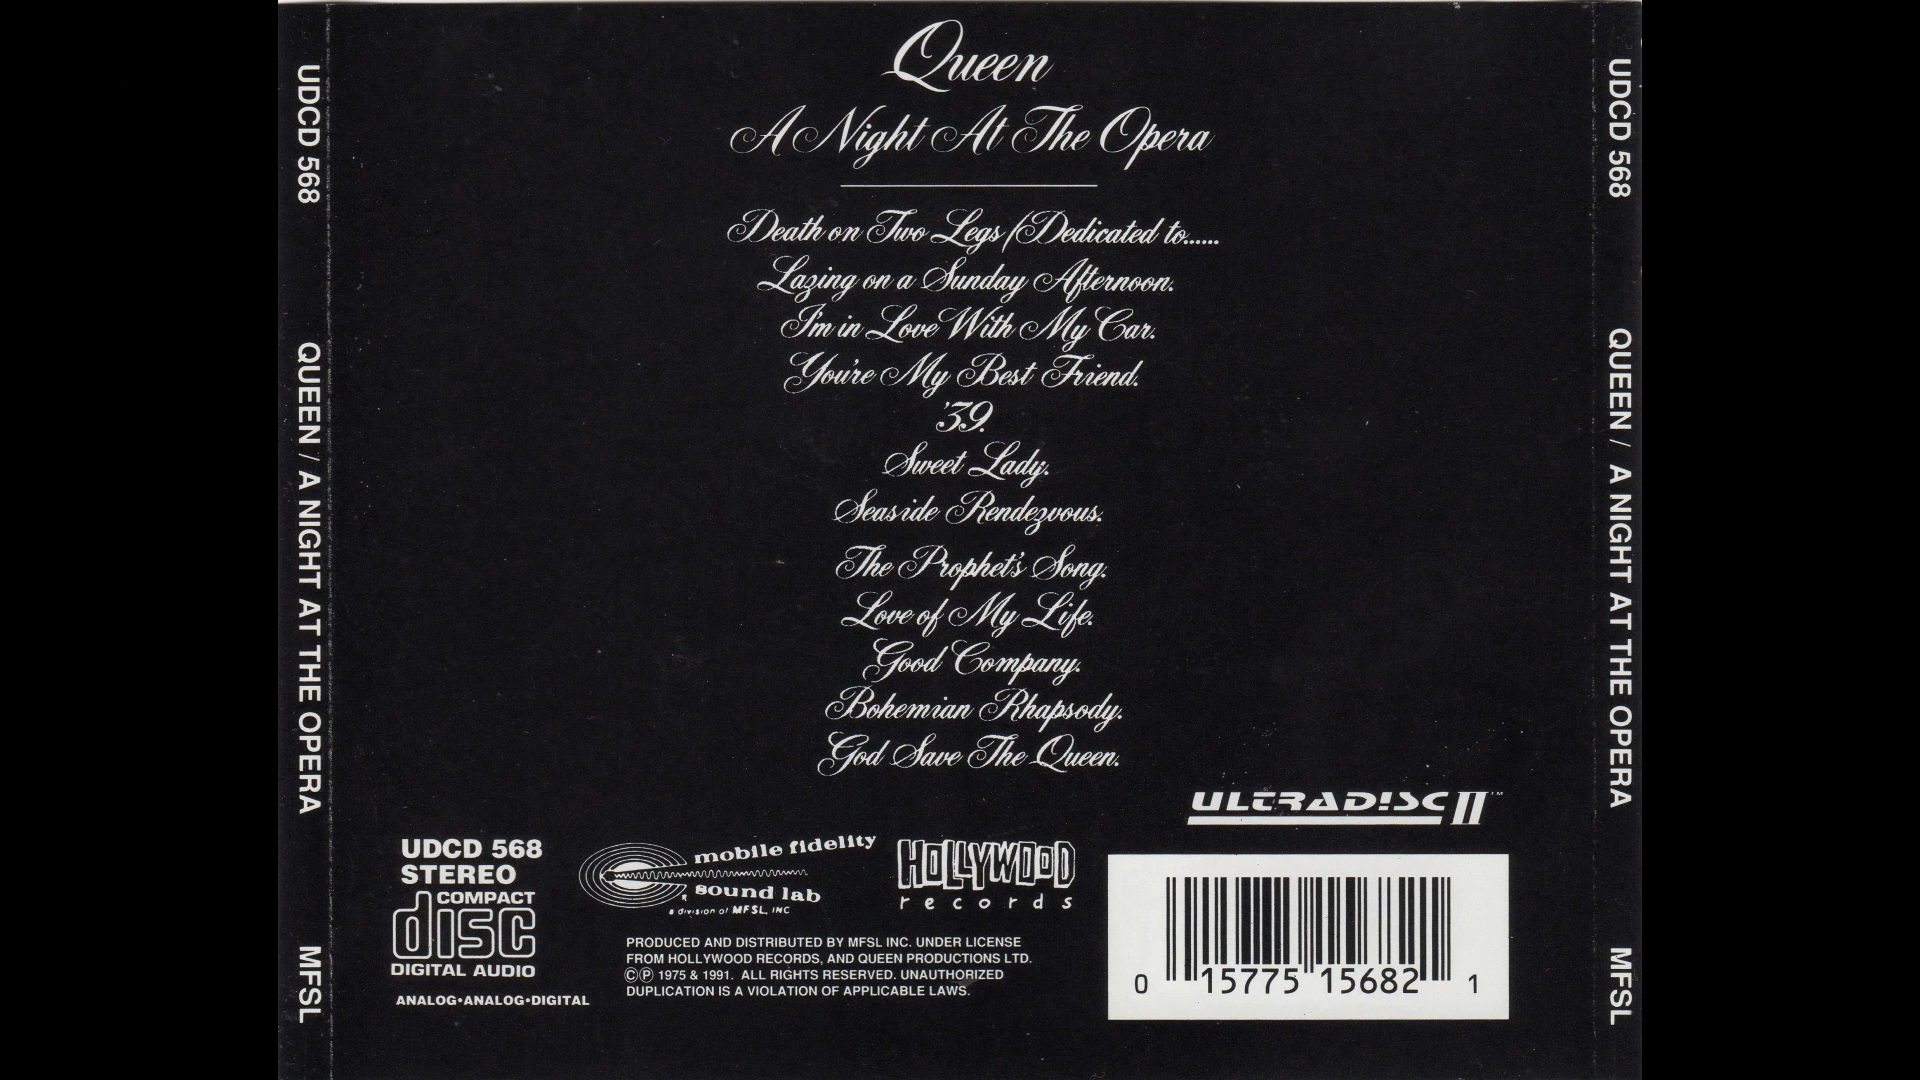 Queen
A Night At The Opera
Death on Two Legs (Dedicated to......
Lazing on a Sunday Afternoon.
I'm in Love With My Car.
You're My Best Friend.
'39.
Sweet Lady.
Seaside Rendezvous.
The Prophet's Song.
Love of My Life.
Good Company.
Bohemian Rhapsody.
God Save The Queen.
ULTRADISC II ™
UDCD 568
STEREO
COMPACT
disc
DIGITAL AUDIO
ANALOG•ANALOG•DIGITAL
mobile fidelity
sound lab
a division of MFSL, INC
HOLLYWOOD
records
PRODUCED AND DISTRIBUTED BY MFSL INC. UNDER LICENSE
FROM HOLLYWOOD RECORDS, AND QUEEN PRODUCTIONS LTD.
©℗ 1975 & 1991. ALL RIGHTS RESERVED. UNAUTHORIZED
DUPLICATION IS A VIOLATION OF APPLICABLE LAWS.
0 15775 15682 1
UDCD 568 QUEEN / A NIGHT AT THE OPERA MFSL
UDCD 568 QUEEN / A NIGHT AT THE OPERA MFSL